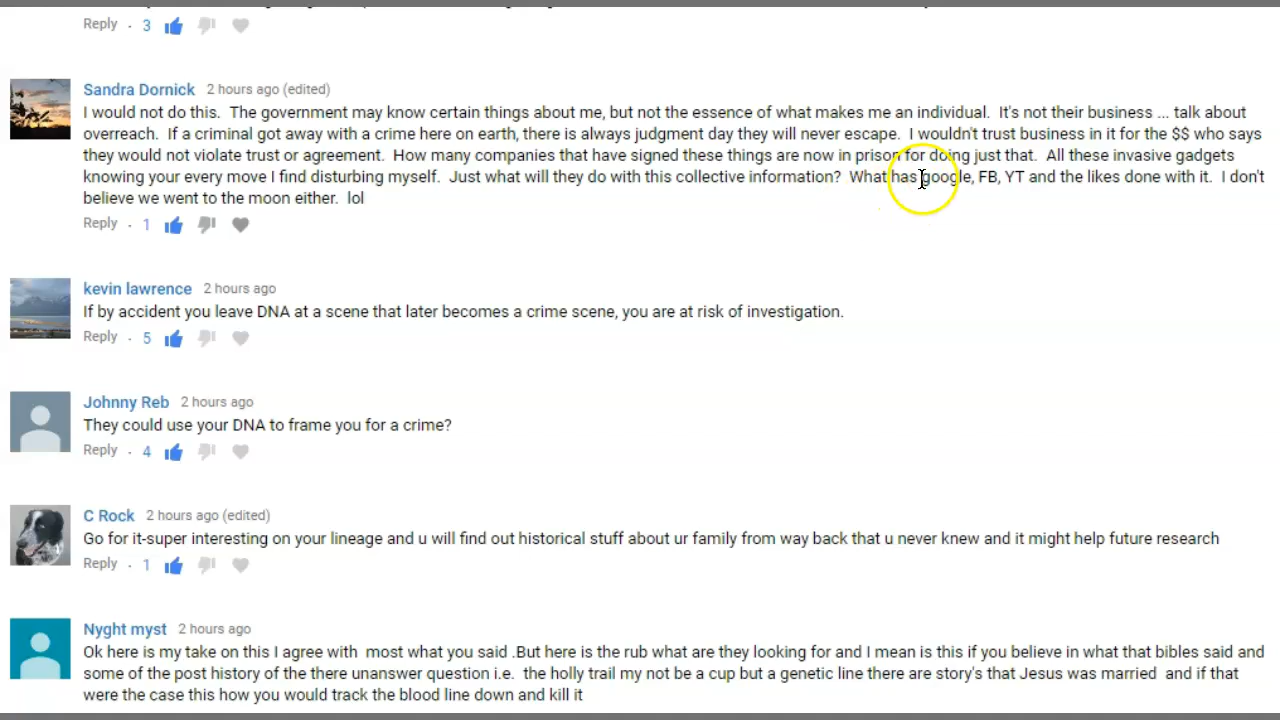 Reply . 3
Sandra Dornick 2 hours ago (edited)
I would not do this. The government may know certain things about me, but not the essence of what makes me an individual. It's not their business ... talk about
overreach. If a criminal got away with a crime here on earth, there is always judgment day they will never escape. I wouldn't trust business in it for the $$ who says
they would not violate trust or agreement. How many companies that have signed these things are now in prison for doing just that. All these invasive gadgets
knowing your every move I find disturbing myself. Just what will they do with this collective information? What has google, FB, YT and the likes done with it. I don't
believe we went to the moon either. lol
Reply . 1
kevin lawrence 2 hours ago
If by accident you leave DNA at a scene that later becomes a crime scene, you are at risk of investigation.
Reply . 5
Johnny Reb 2 hours ago
They could use your DNA to frame you for a crime?
Reply . 4
C Rock 2 hours ago (edited)
Go for it-super interesting on your lineage and u will find out historical stuff about ur family from way back that u never knew and it might help future research
Reply . 1
Nyght myst 2 hours ago
Ok here is my take on this I agree with most what you said .But here is the rub what are they looking for and I mean is this if you believe in what that bibles said and
some of the post history of the there unanswer question i.e. the holly trail my not be a cup but a genetic line there are story's that Jesus was married and if that
were the case this how you would track the blood line down and kill it